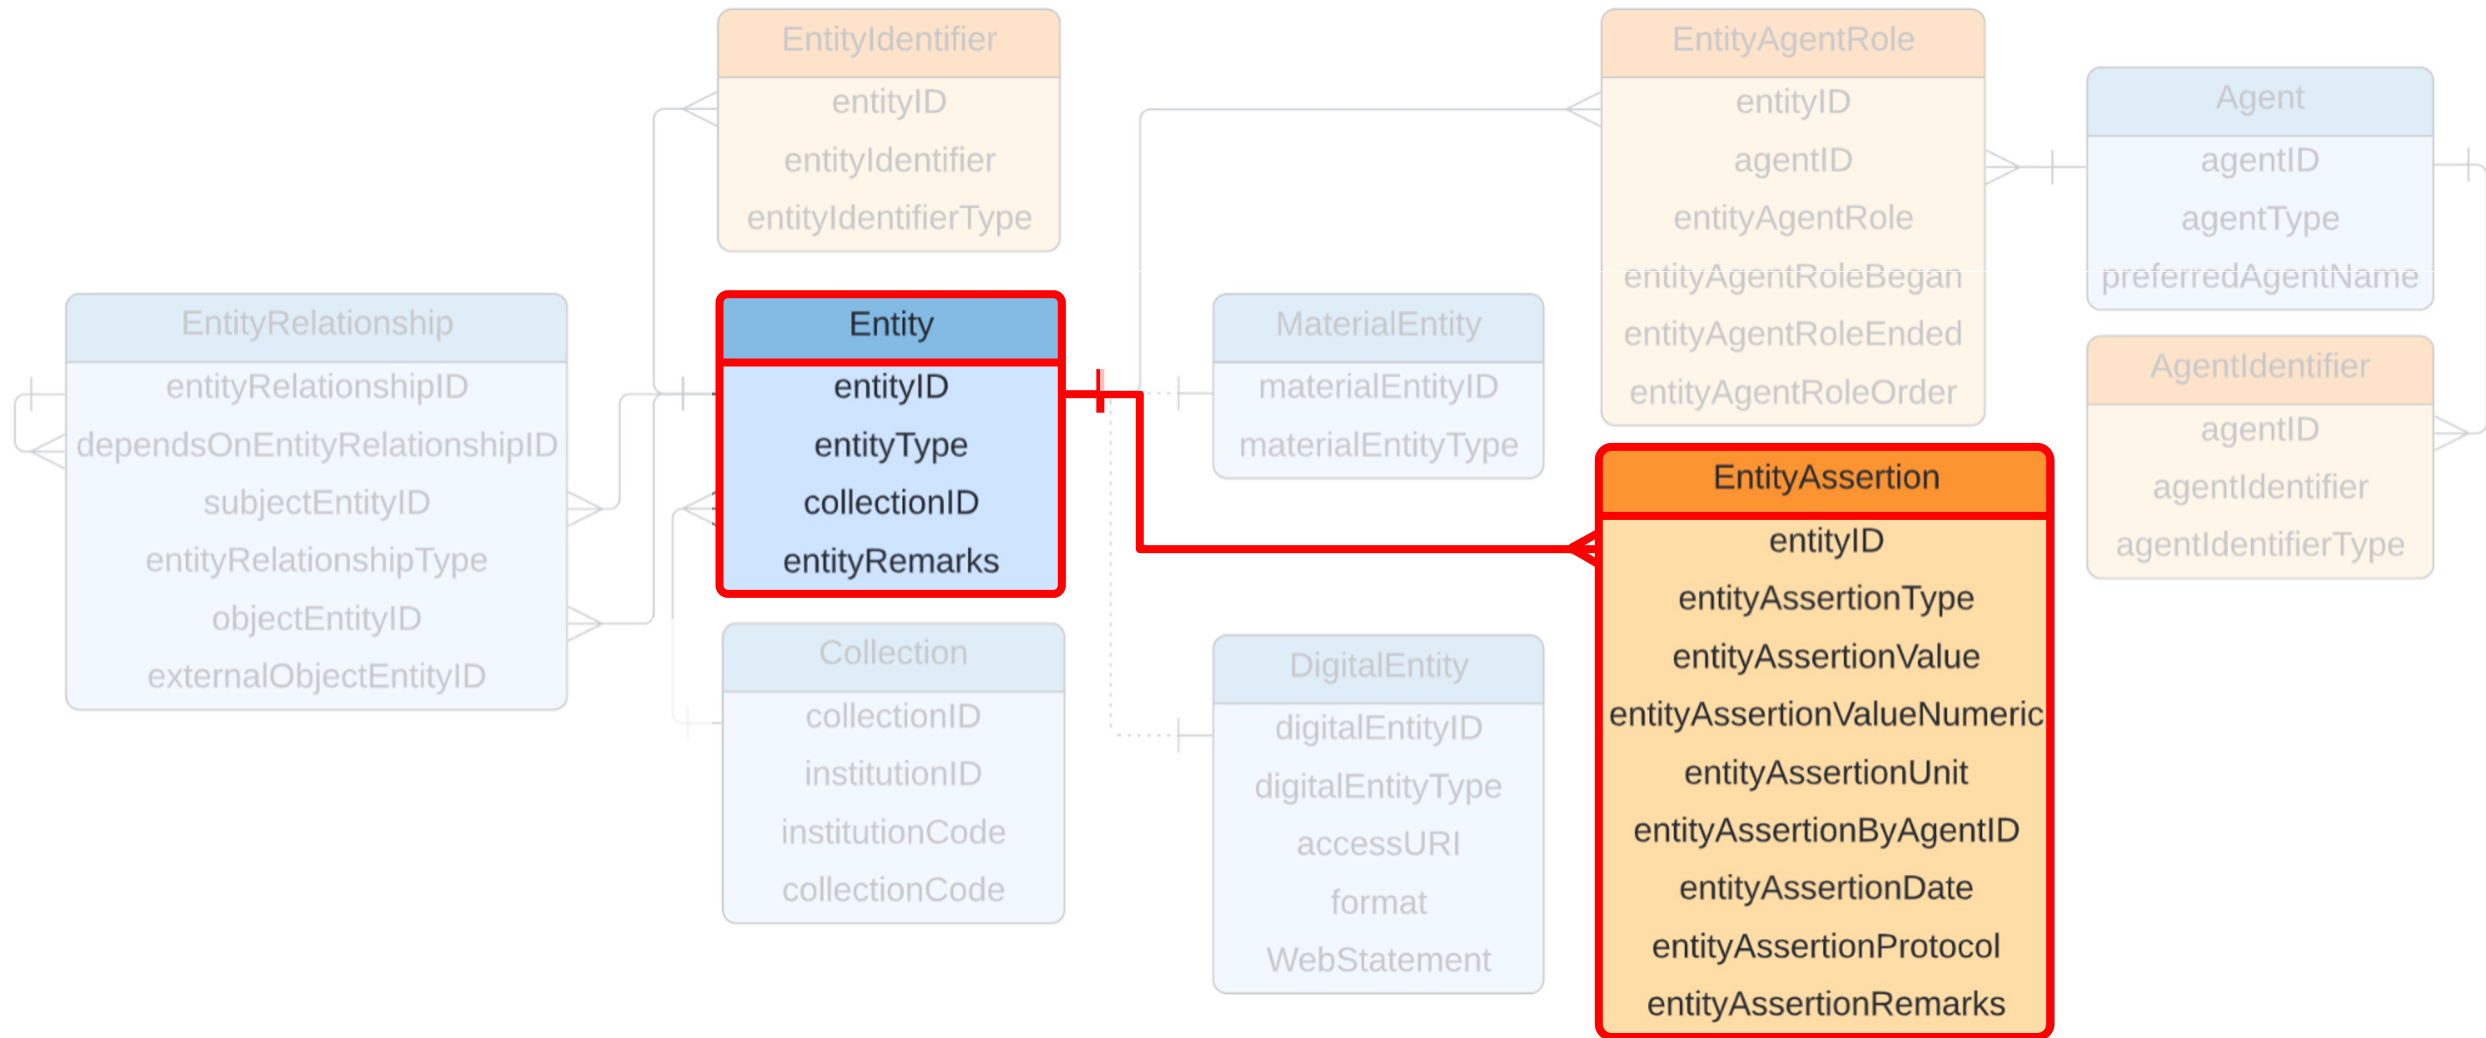 EntityIdentifier
entityID
entityIdentifier
entityIdentifierType
EntityAgentRole
entityID
agentID
entityAgentRole
entityAgentRoleBegan
entityAgentRoleEnded
entityAgentRoleOrder
Agent
agentID
agentType
preferredAgentName
EntityRelationship
entityRelationshipID
dependsOnEntityRelationshipID
subjectEntityID
entityRelationshipType
objectEntityID
externalObjectEntityID
Entity
entityID
entityType
collectionID
entityRemarks
MaterialEntity
materialEntityID
materialEntityType
AgentIdentifier
agentID
agentIdentifier
agentIdentifierType
EntityAssertion
entityID
entityAssertionType
entityAssertionValue
entityAssertionValueNumeric
entityAssertionUnit
entityAssertionByAgentID
entityAssertionDate
entityAssertionProtocol
entityAssertionRemarks
Collection
collectionID
institutionID
institutionCode
collectionCode
DigitalEntity
digitalEntityID
digitalEntityType
accessURI
format
WebStatement